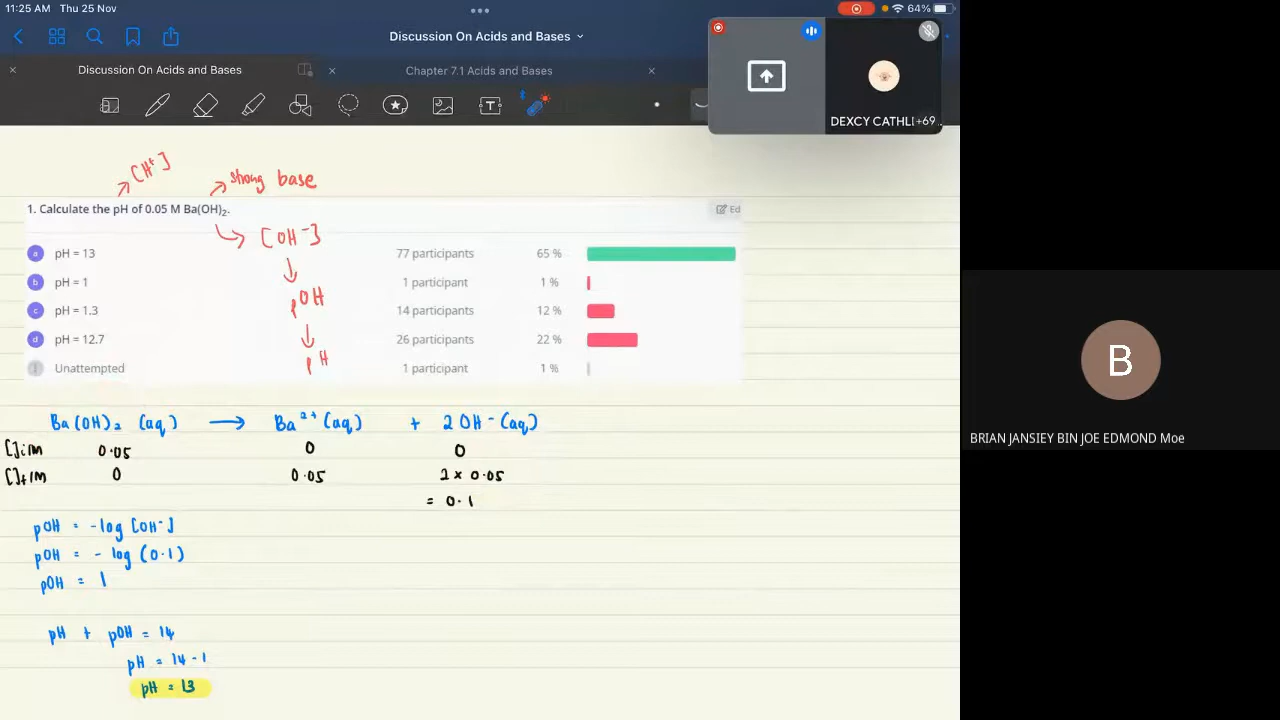 11:25 AM Thu 25 Nov
64%
Discussion On Acids and Bases
Discussion On Acids and Bases
Chapter 7.1 Acids and Bases
DEXCY CATHLI +69
[H+]
strong base
1. Calculate the pH of 0.05 M Ba(OH)2.
Ed
[OH-]
a pH = 13 77 participants 65 %
b pH = 1 1 participant 1 %
pOH
c pH = 1.3 14 participants 12 %
d pH = 12.7 26 participants 22 %
pH
Unattempted 1 participant 1 %
Ba(OH)2 (aq) → Ba2+ (aq) + 2OH-(aq)
[]i/M 0.05 0 0
[]f/M 0 0.05 2 × 0.05
= 0.1
pOH = -log [OH-]
pOH = - log (0.1)
pOH = 1
pH + pOH = 14
pH = 14 - 1
pH = 13
B
BRIAN JANSIEY BIN JOE EDMOND Moe